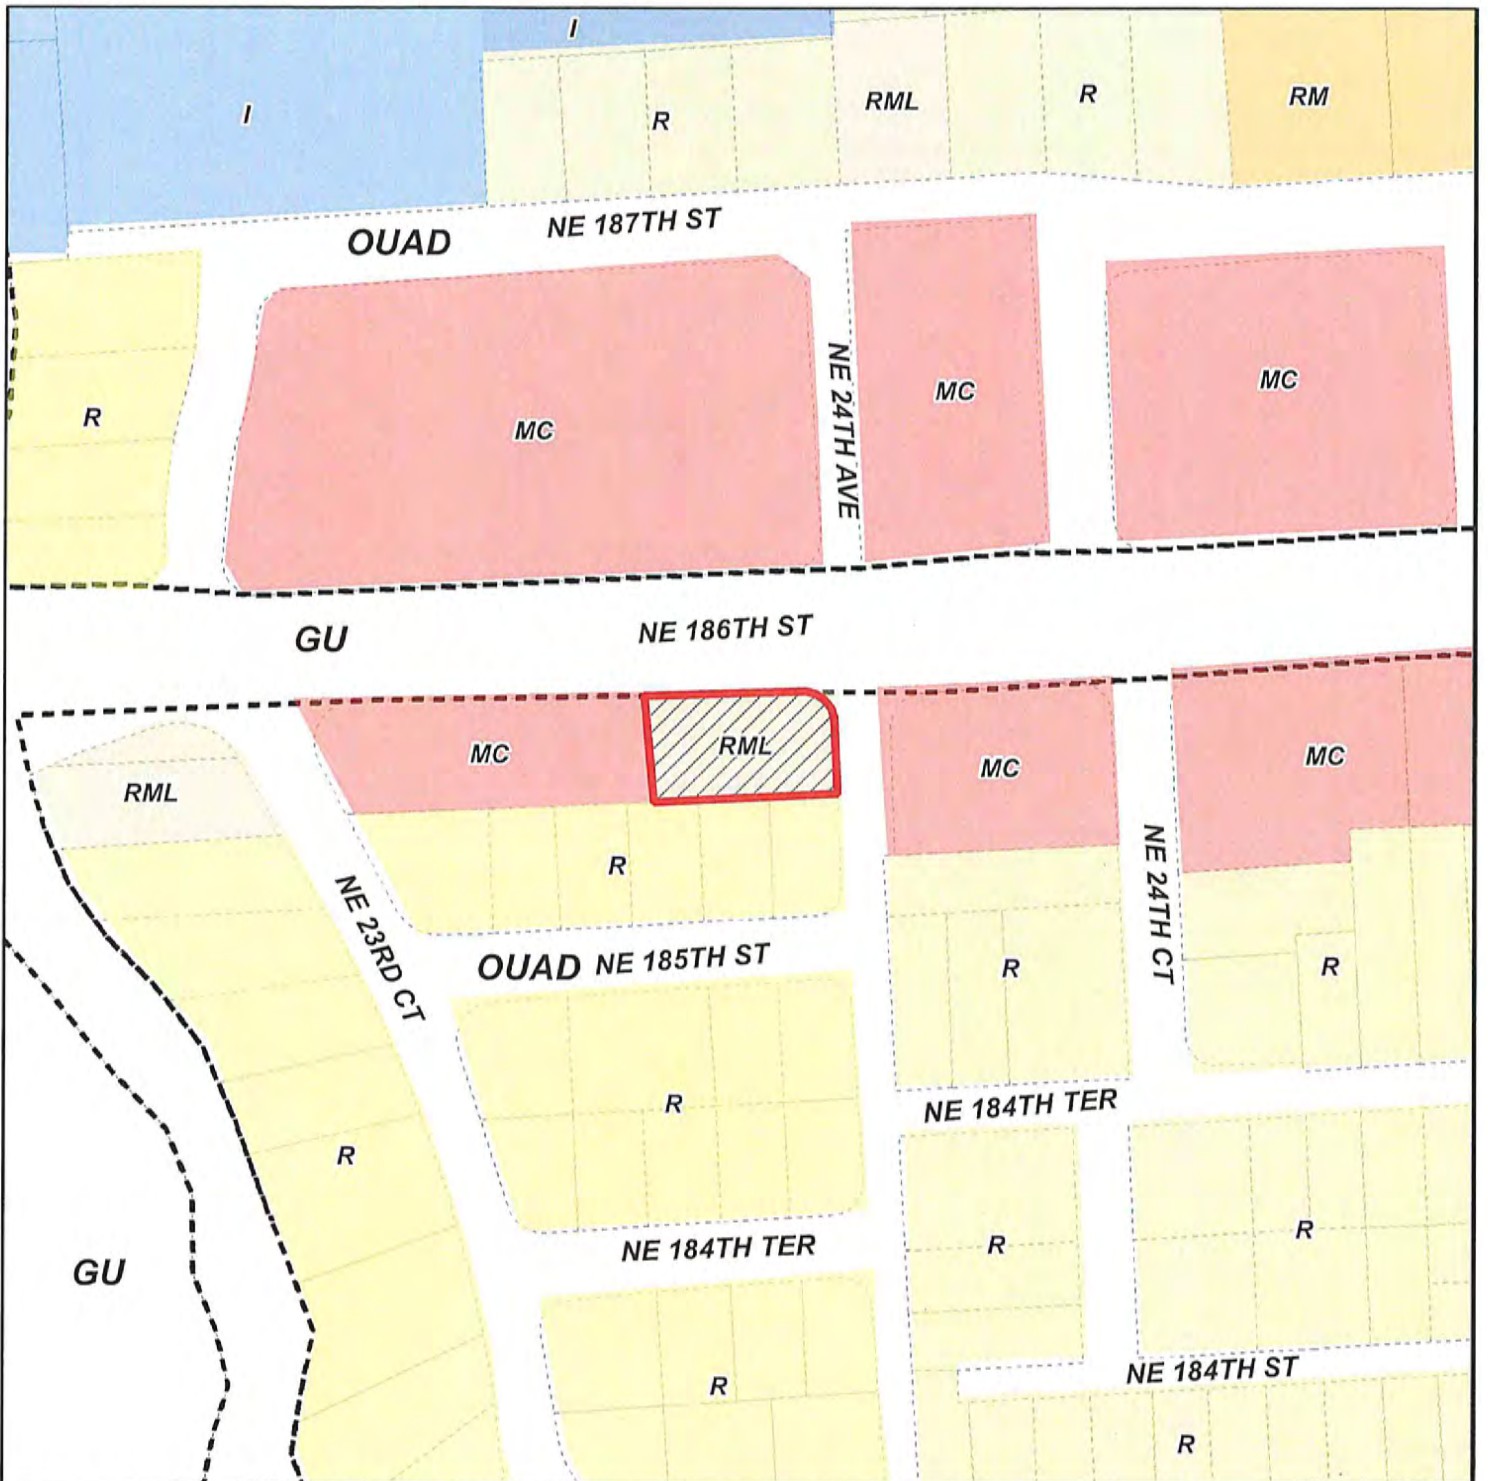 I
I
R
RML
R
RM
NE 187TH ST
OUAD
R
MC
NE 24TH AVE
MC
MC
GU
NE 186TH ST
RML
MC
RML
MC
MC
NE 23RD CT
R
NE 24TH CT
OUAD
NE 185TH ST
R
R
R
R
NE 184TH TER
GU
NE 184TH TER
R
R
R
NE 184TH ST
R